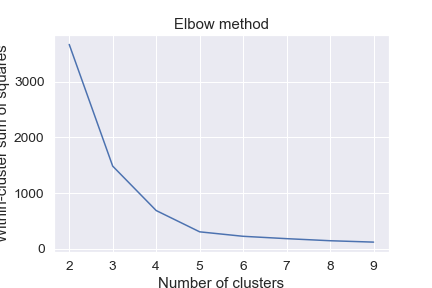 Elbow method
Within-cluster sum of squares
3000
2000
1000
0
2 3 4 5 6 7 8 9
Number of clusters